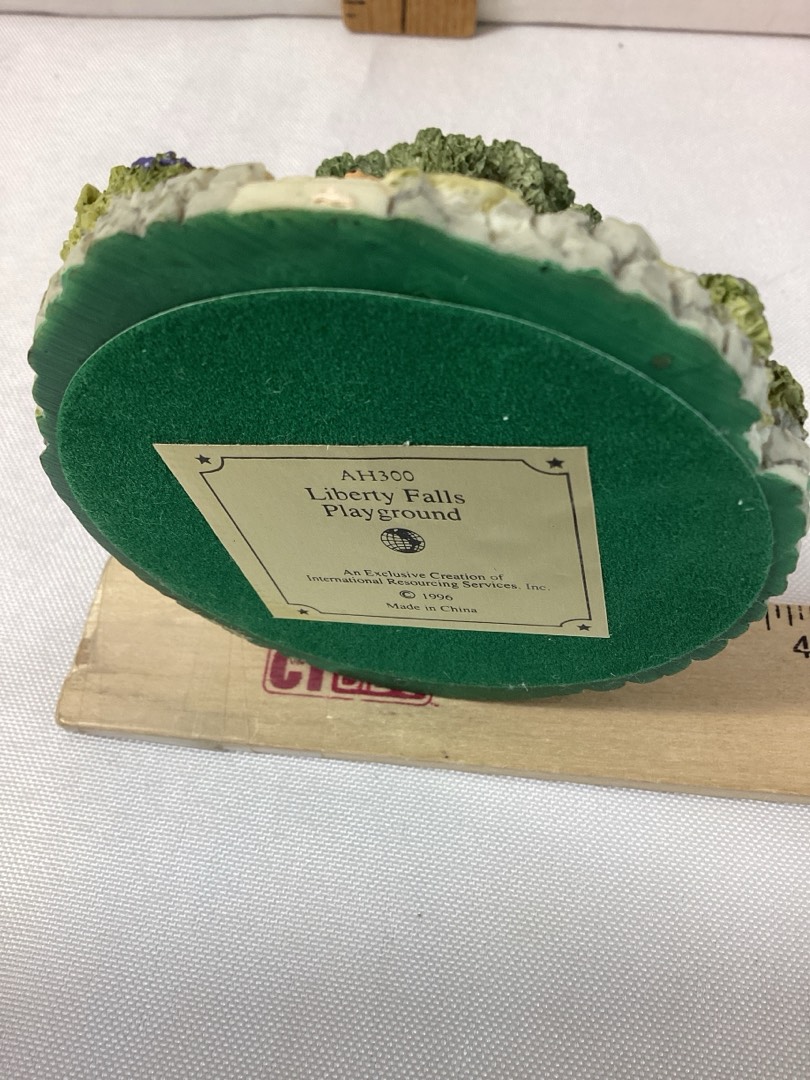 AH300
Liberty Falls
Playground
An Exclusive Creation of
International Resourcing Services, Inc.
© 1996
Made in China
4